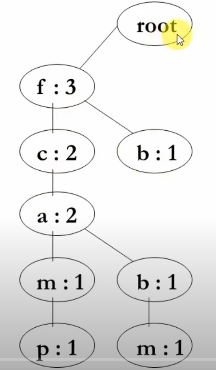 root
f : 3
c : 2 b : 1
a : 2
m : 1 b : 1
p : 1 m : 1